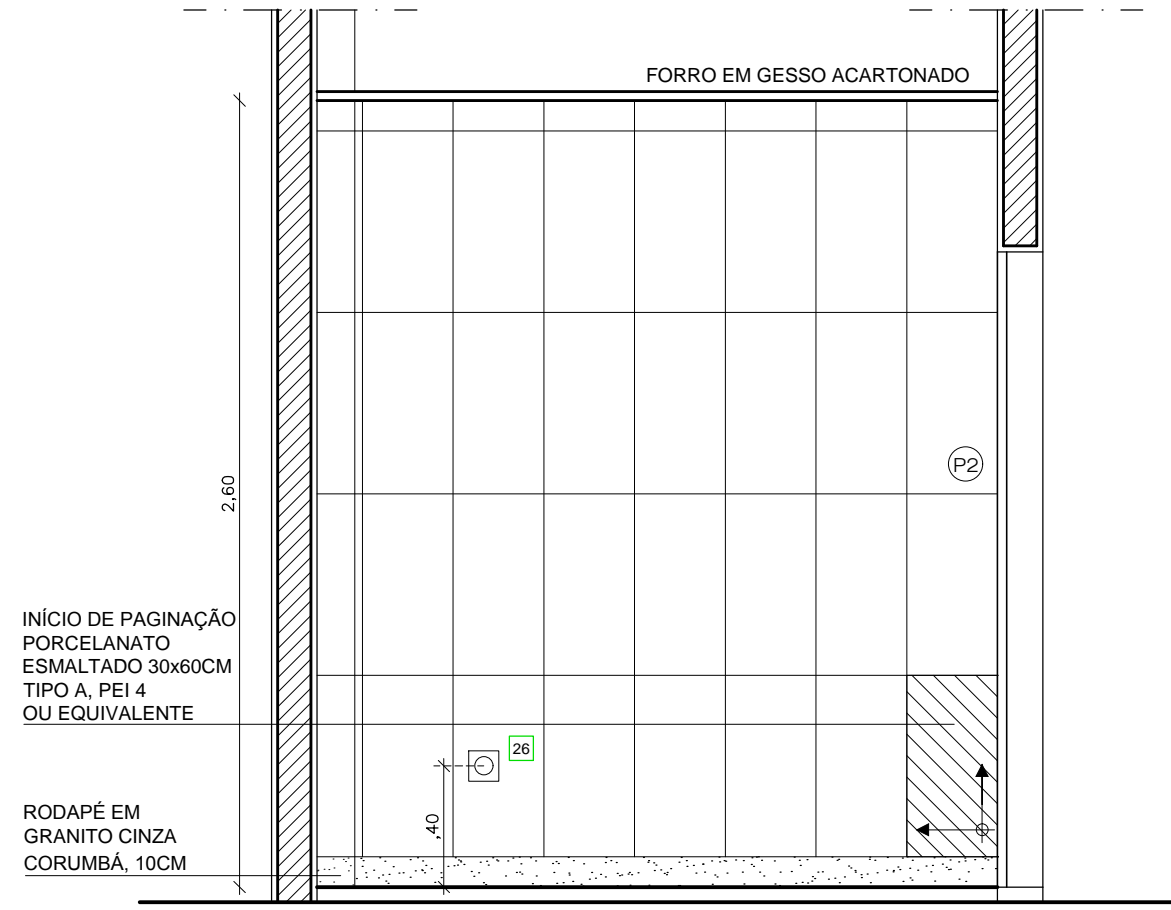 FORRO EM GESSO ACARTONADO
2,60
P2
INÍCIO DE PAGINAÇÃO
PORCELANATO
ESMALTADO 30x60CM
TIPO A, PEI 4
OU EQUIVALENTE
26
,40
RODAPÉ EM
GRANITO CINZA
CORUMBÁ, 10CM